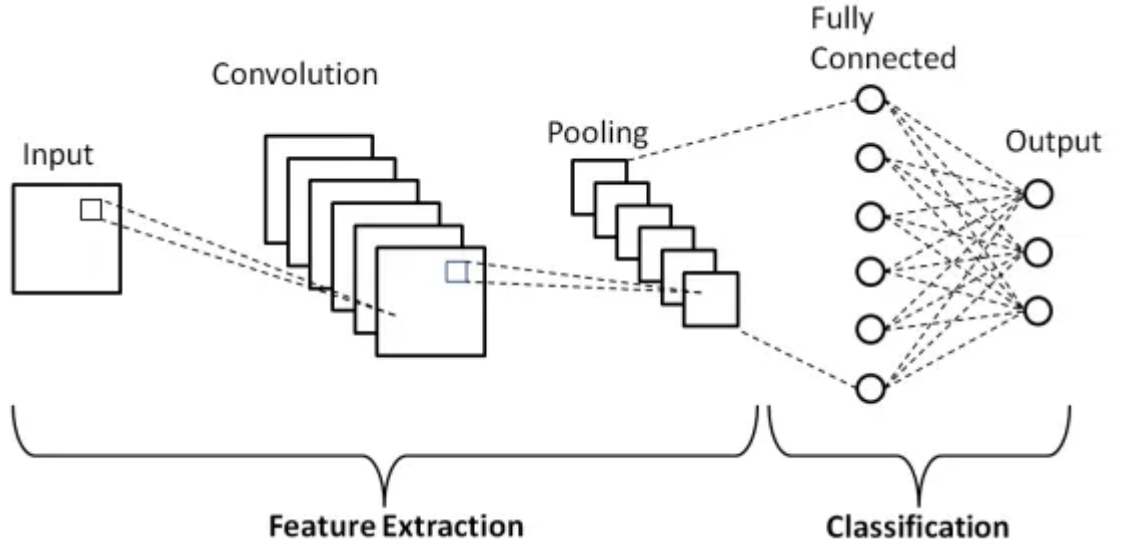 Input
Convolution
Pooling
Fully
Connected
Output
Feature Extraction
Classification